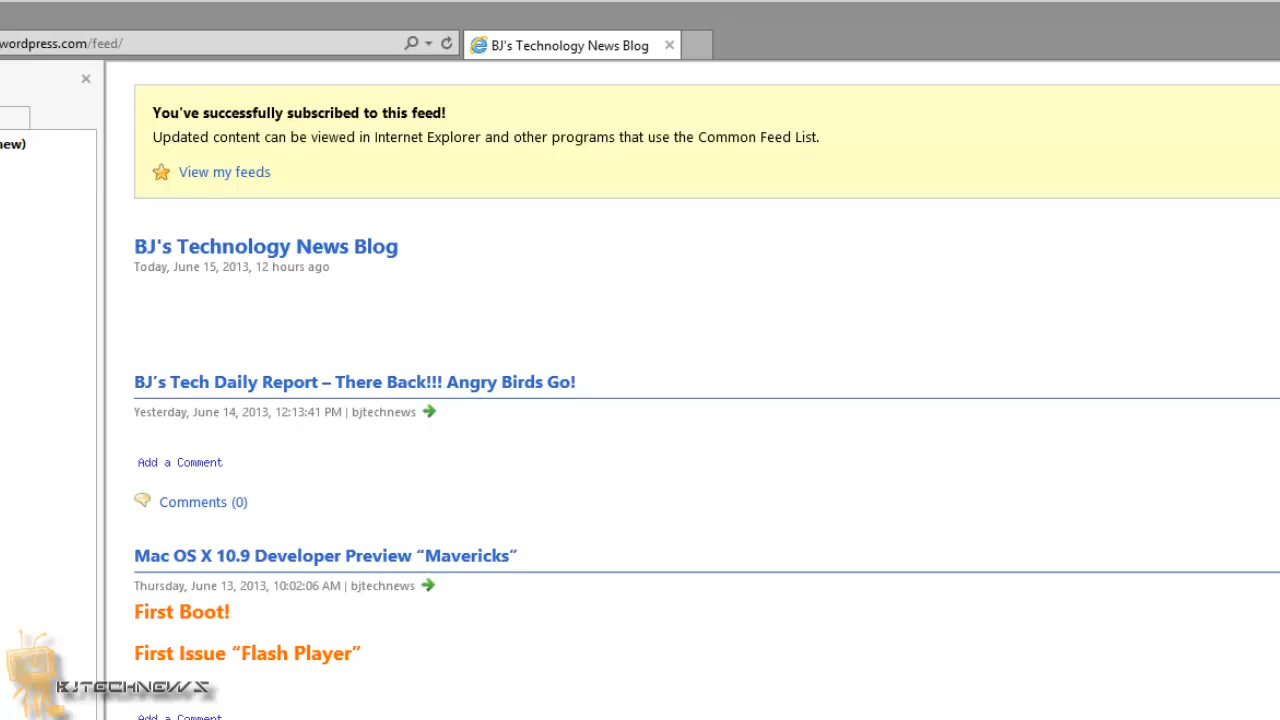 wordpress.com/feed/
BJ's Technology News Blog
new)
You've successfully subscribed to this feed!
Updated content can be viewed in Internet Explorer and other programs that use the Common Feed List.
View my feeds
BJ's Technology News Blog
Today, June 15, 2013, 12 hours ago
BJ’s Tech Daily Report – There Back!!! Angry Birds Go!
Yesterday, June 14, 2013, 12:13:41 PM | bjtechnews
Add a Comment
Comments (0)
Mac OS X 10.9 Developer Preview “Mavericks”
Thursday, June 13, 2013, 10:02:06 AM | bjtechnews
First Boot!
First Issue “Flash Player”
BJTECHNEWS
Add a Comment